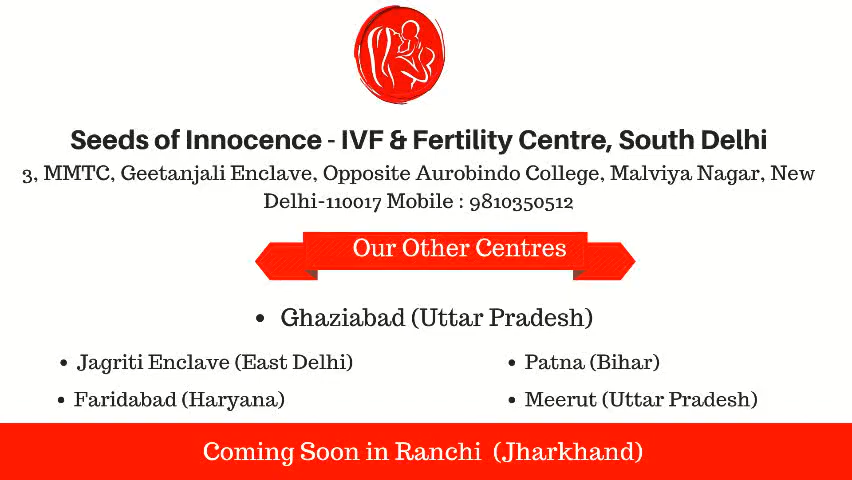 Seeds of Innocence - IVF & Fertility Centre, South Delhi
3, MMTC, Geetanjali Enclave, Opposite Aurobindo College, Malviya Nagar, New
Delhi-110017 Mobile : 9810350512
Our Other Centres
• Ghaziabad (Uttar Pradesh)
• Jagriti Enclave (East Delhi)
• Patna (Bihar)
• Faridabad (Haryana)
• Meerut (Uttar Pradesh)
Coming Soon in Ranchi (Jharkhand)